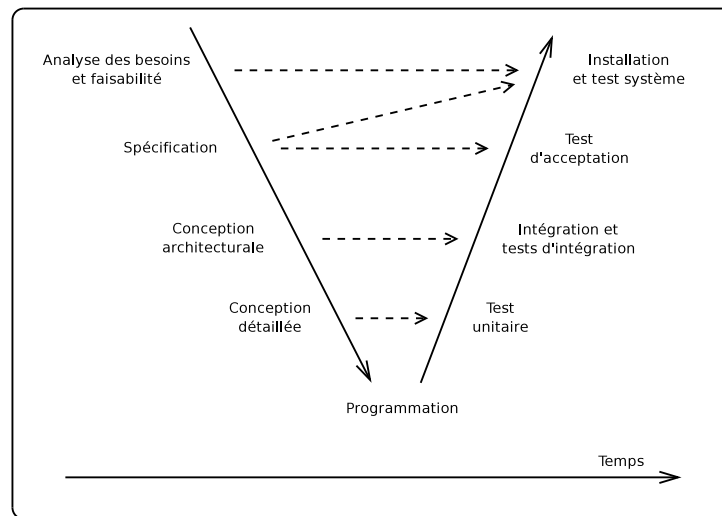 Analyse des besoins
et faisabilité
Installation
et test système
Spécification
Test
d'acceptation
Conception
architecturale
Intégration et
tests d'intégration
Conception
détaillée
Test
unitaire
Programmation
Temps